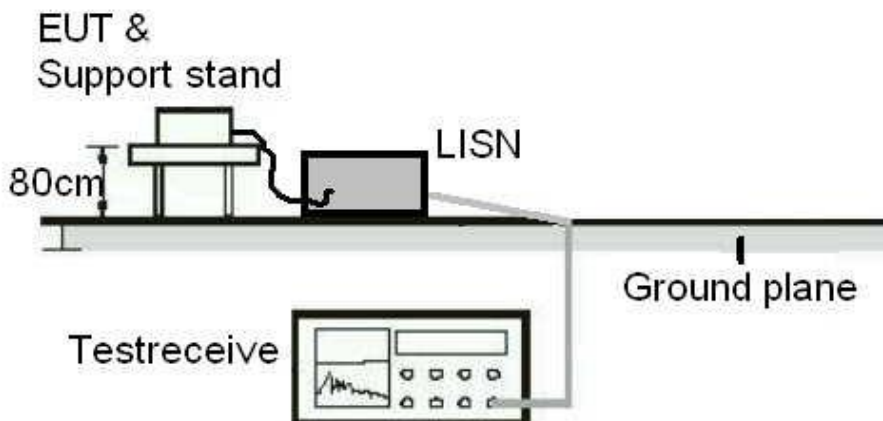 EUT &
Support stand
LISN
80cm
Ground plane
Testreceive